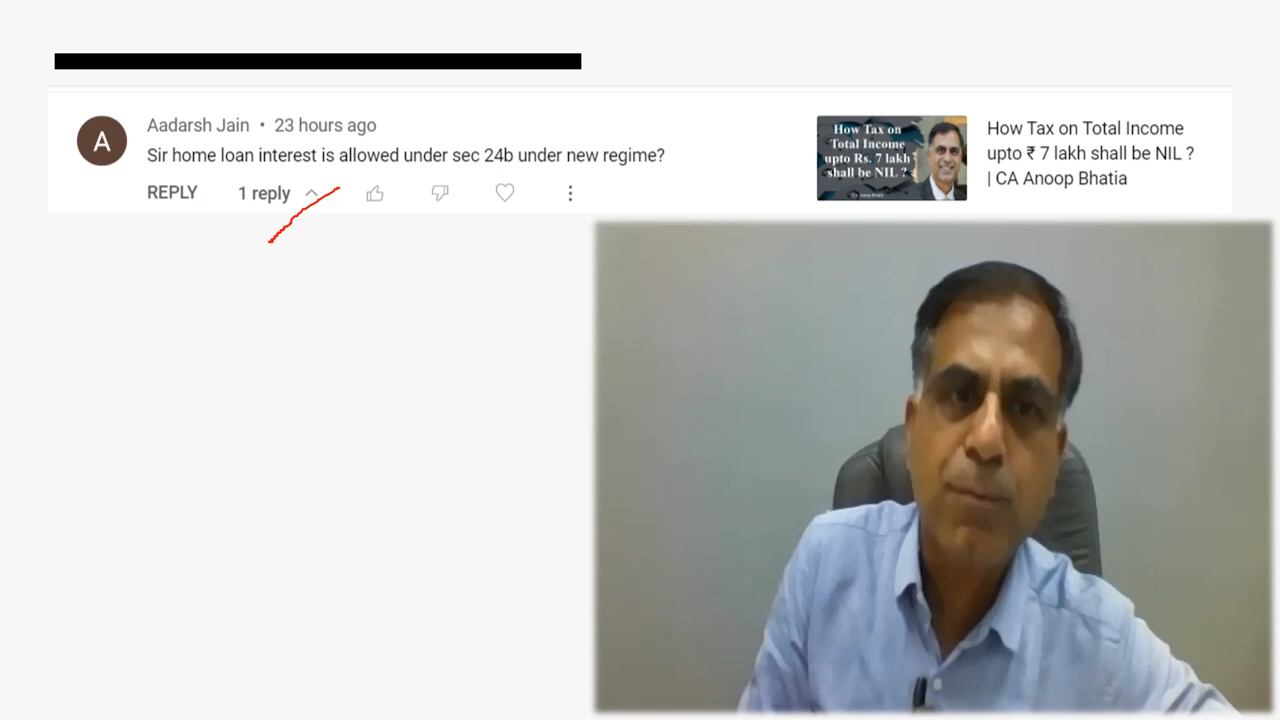 A
Aadarsh Jain • 23 hours ago
Sir home loan interest is allowed under sec 24b under new regime?
REPLY 1 reply
How Tax on
Total Income
upto Rs. 7 lakh
shall be NIL ?
How Tax on Total Income
upto ₹ 7 lakh shall be NIL ?
| CA Anoop Bhatia